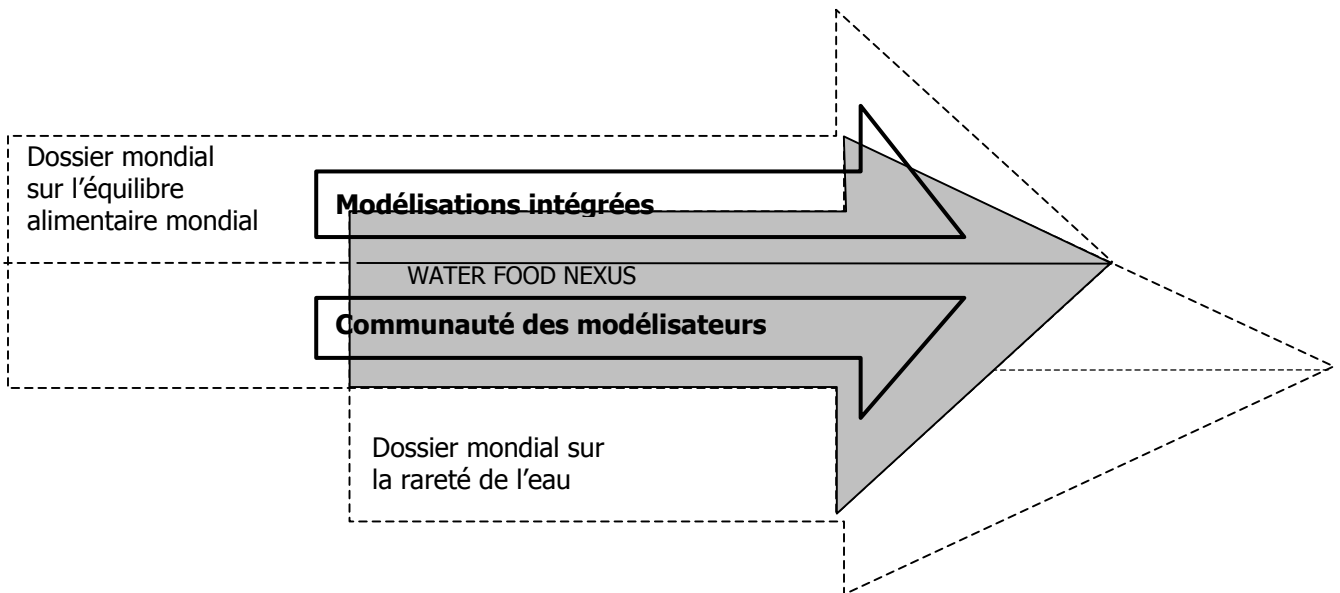 Dossier mondial
sur l’équilibre
alimentaire mondial
Modélisations intégrées
WATER FOOD NEXUS
Communauté des modélisateurs
Dossier mondial sur
la rareté de l’eau